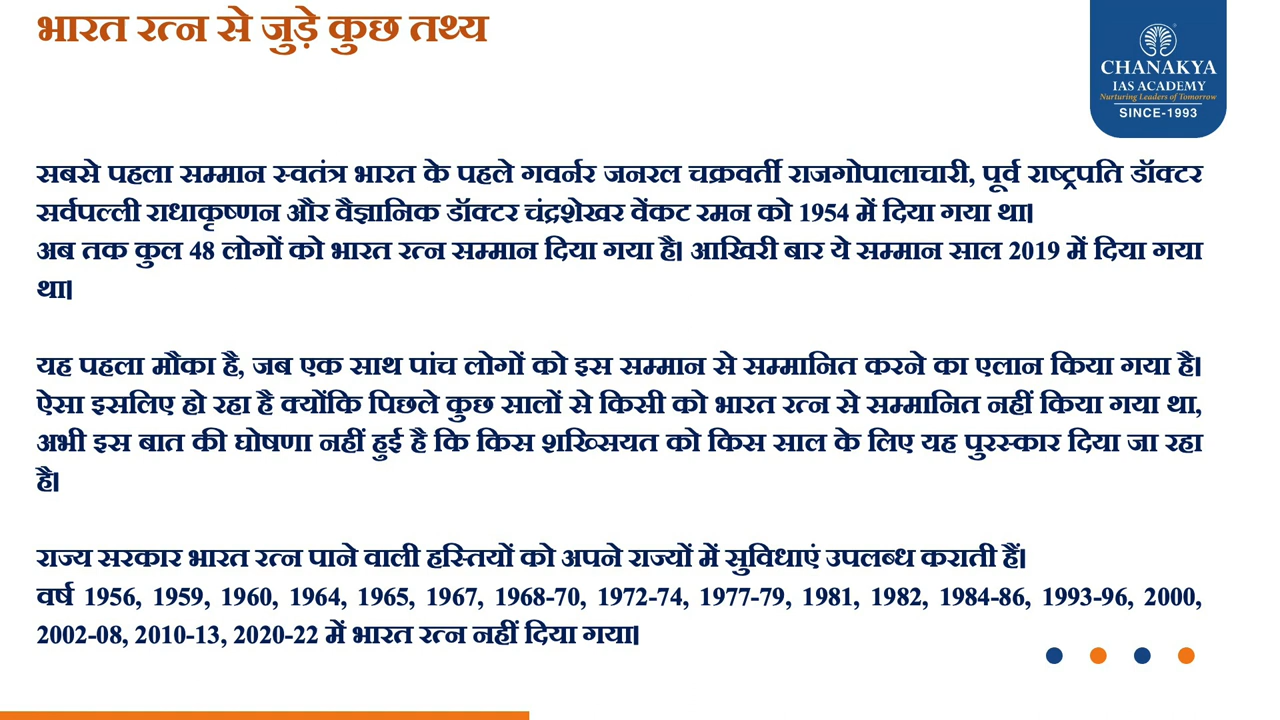 भारत रत्न से जुड़े कुछ तथ्य
CHANAKYA
IAS ACADEMY
Nurturing Leaders of Tomorrow
SINCE-1993
सबसे पहला सम्मान स्वतंत्र भारत के पहले गवर्नर जनरल चक्रवर्ती राजगोपालाचारी, पूर्व राष्ट्रपति डॉक्टर
सर्वपल्ली राधाकृष्णन और वैज्ञानिक डॉक्टर चंद्रशेखर वेंकट रमन को 1954 में दिया गया था।
अब तक कुल 48 लोगों को भारत रत्न सम्मान दिया गया है। आखिरी बार ये सम्मान साल 2019 में दिया गया
था।
यह पहला मौका है, जब एक साथ पांच लोगों को इस सम्मान से सम्मानित करने का एलान किया गया है।
ऐसा इसलिए हो रहा है क्योंकि पिछले कुछ सालों से किसी को भारत रत्न से सम्मानित नहीं किया गया था,
अभी इस बात की घोषणा नहीं हुई है कि किस शख्सियत को किस साल के लिए यह पुरस्कार दिया जा रहा
है।
राज्य सरकार भारत रत्न पाने वाली हस्तियों को अपने राज्यों में सुविधाएं उपलब्ध कराती हैं।
वर्ष 1956, 1959, 1960, 1964, 1965, 1967, 1968-70, 1972-74, 1977-79, 1981, 1982, 1984-86, 1993-96, 2000,
2002-08, 2010-13, 2020-22 में भारत रत्न नहीं दिया गया।